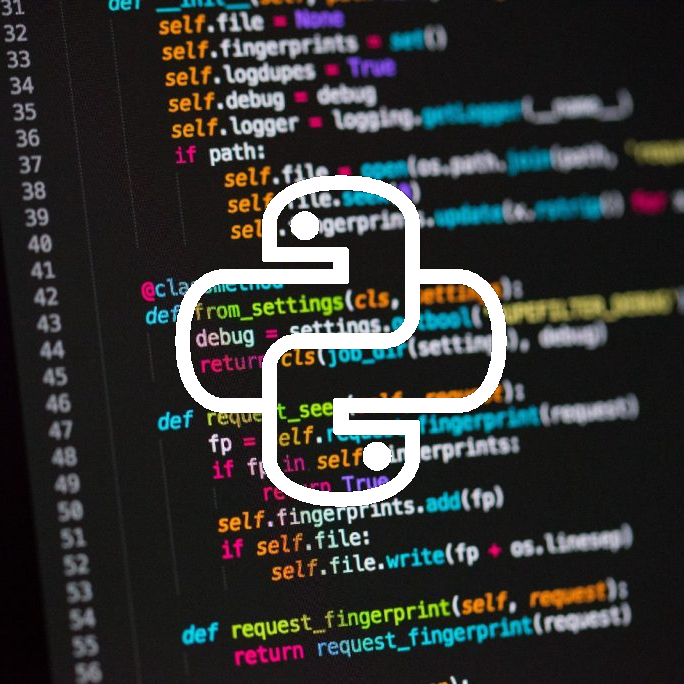 31 def __init__(self,
32 self.file = None
33 self.fingerprints = set()
34 self.logdupes = True
35 self.debug = debug
36 self.logger = logging.getLogger(__name__)
37 if path:
38 self.file = open(os.path.join(path,
39 self.file.seek(0)
40 self.fingerprints.update(x.rstrip() for
41
42 @classmethod
43 def from_settings(cls, settings):
44 debug = settings.getbool('DUPEFILTER_DEBUG')
45 return cls(job_dir(settings), debug)
46
47 def request_seen(self, request):
48 fp = self.request_fingerprint(request)
49 if fp in self.fingerprints:
50 return True
51 self.fingerprints.add(fp)
52 if self.file:
53 self.file.write(fp + os.linesep)
54
55 def request_fingerprint(self, request):
56 return request_fingerprint(request)